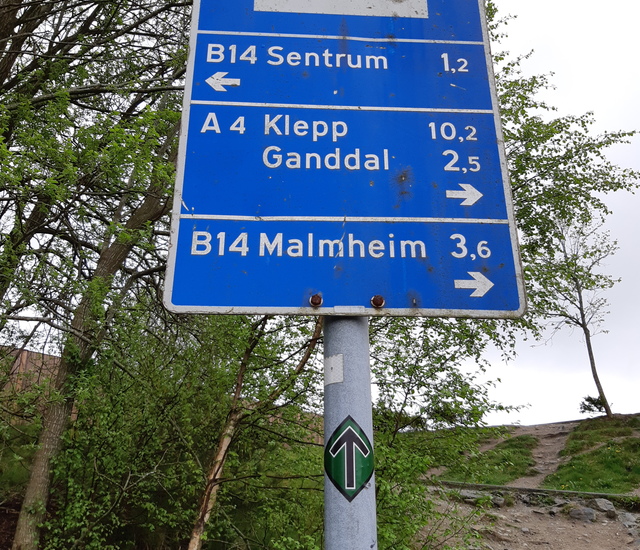 B14 Sentrum 1,2
A 4 Klepp 10,2
Ganddal 2,5
B14 Malmheim 3,6